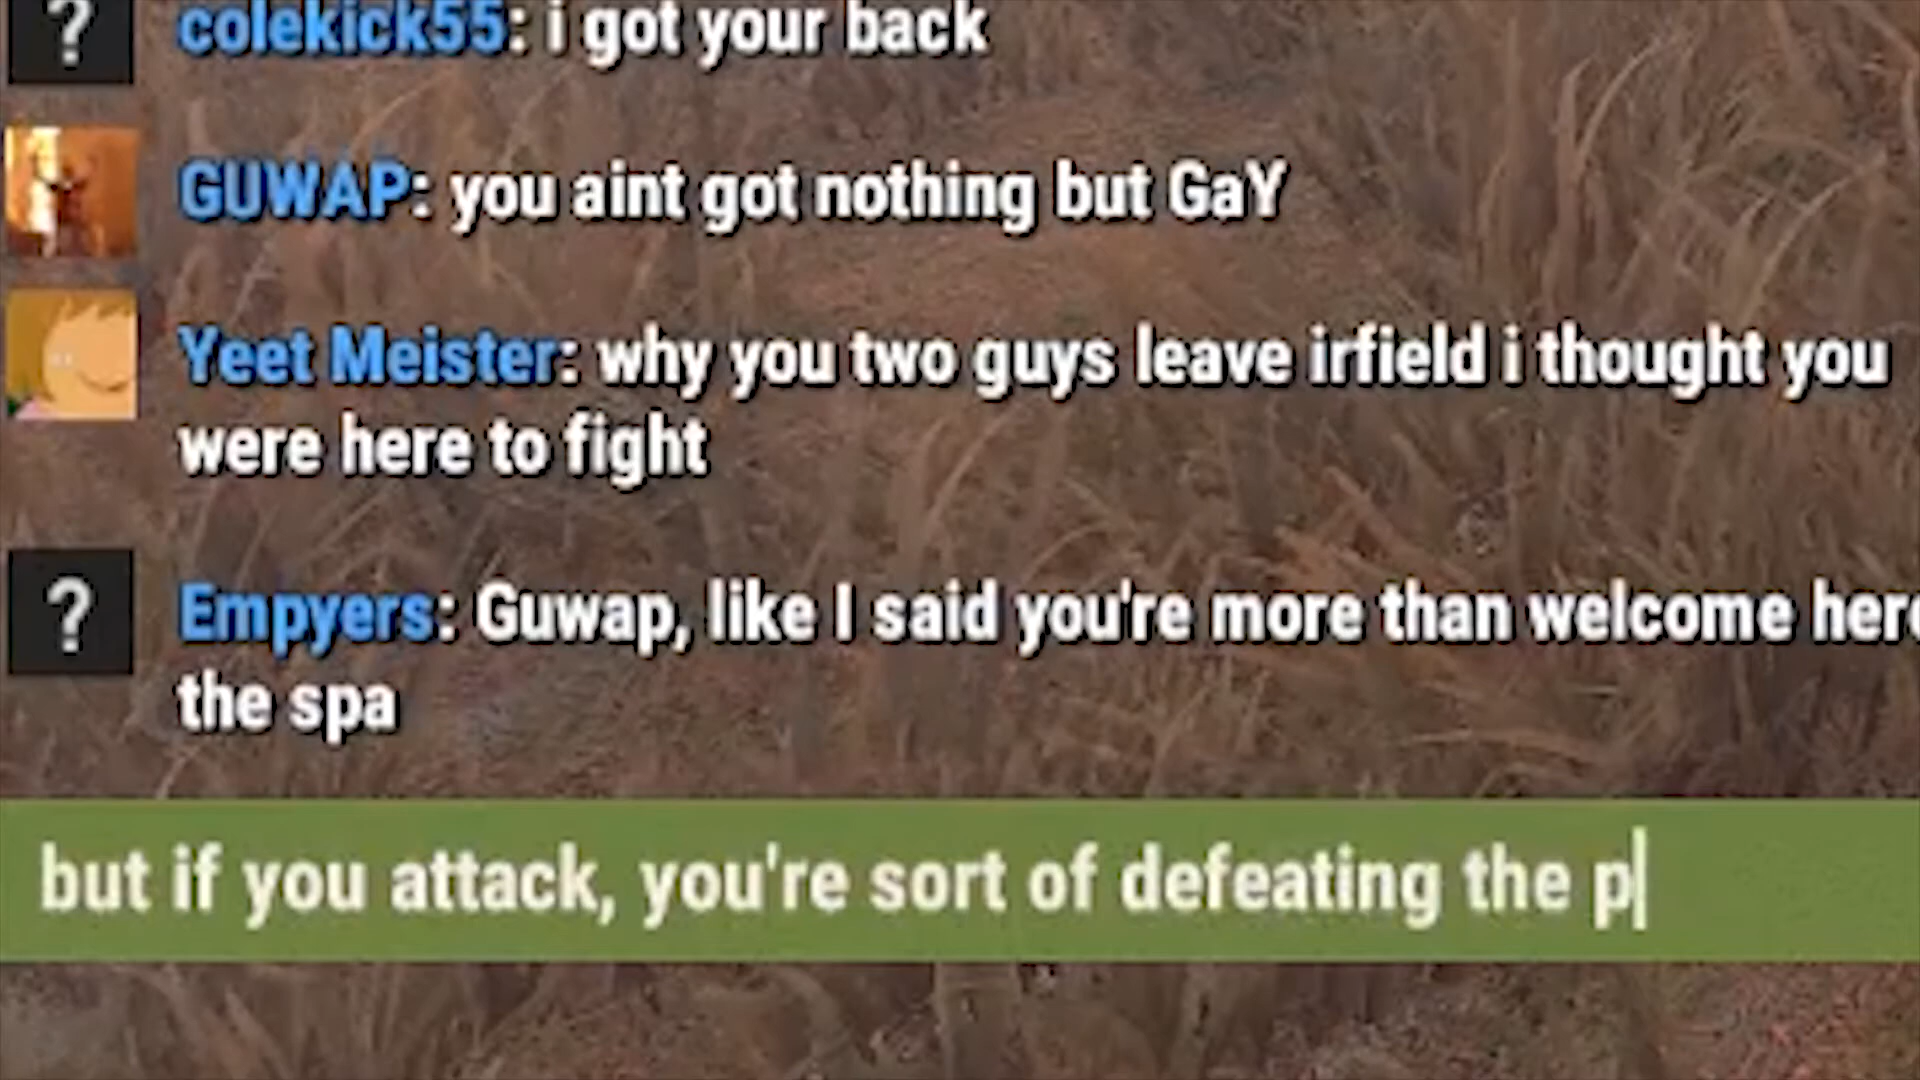 colekick55: i got your back
GUWAP: you aint got nothing but GaY
Yeet Meister: why you two guys leave irfield i thought you
were here to fight
Empyers: Guwap, like I said you're more than welcome here
the spa
but if you attack, you're sort of defeating the p